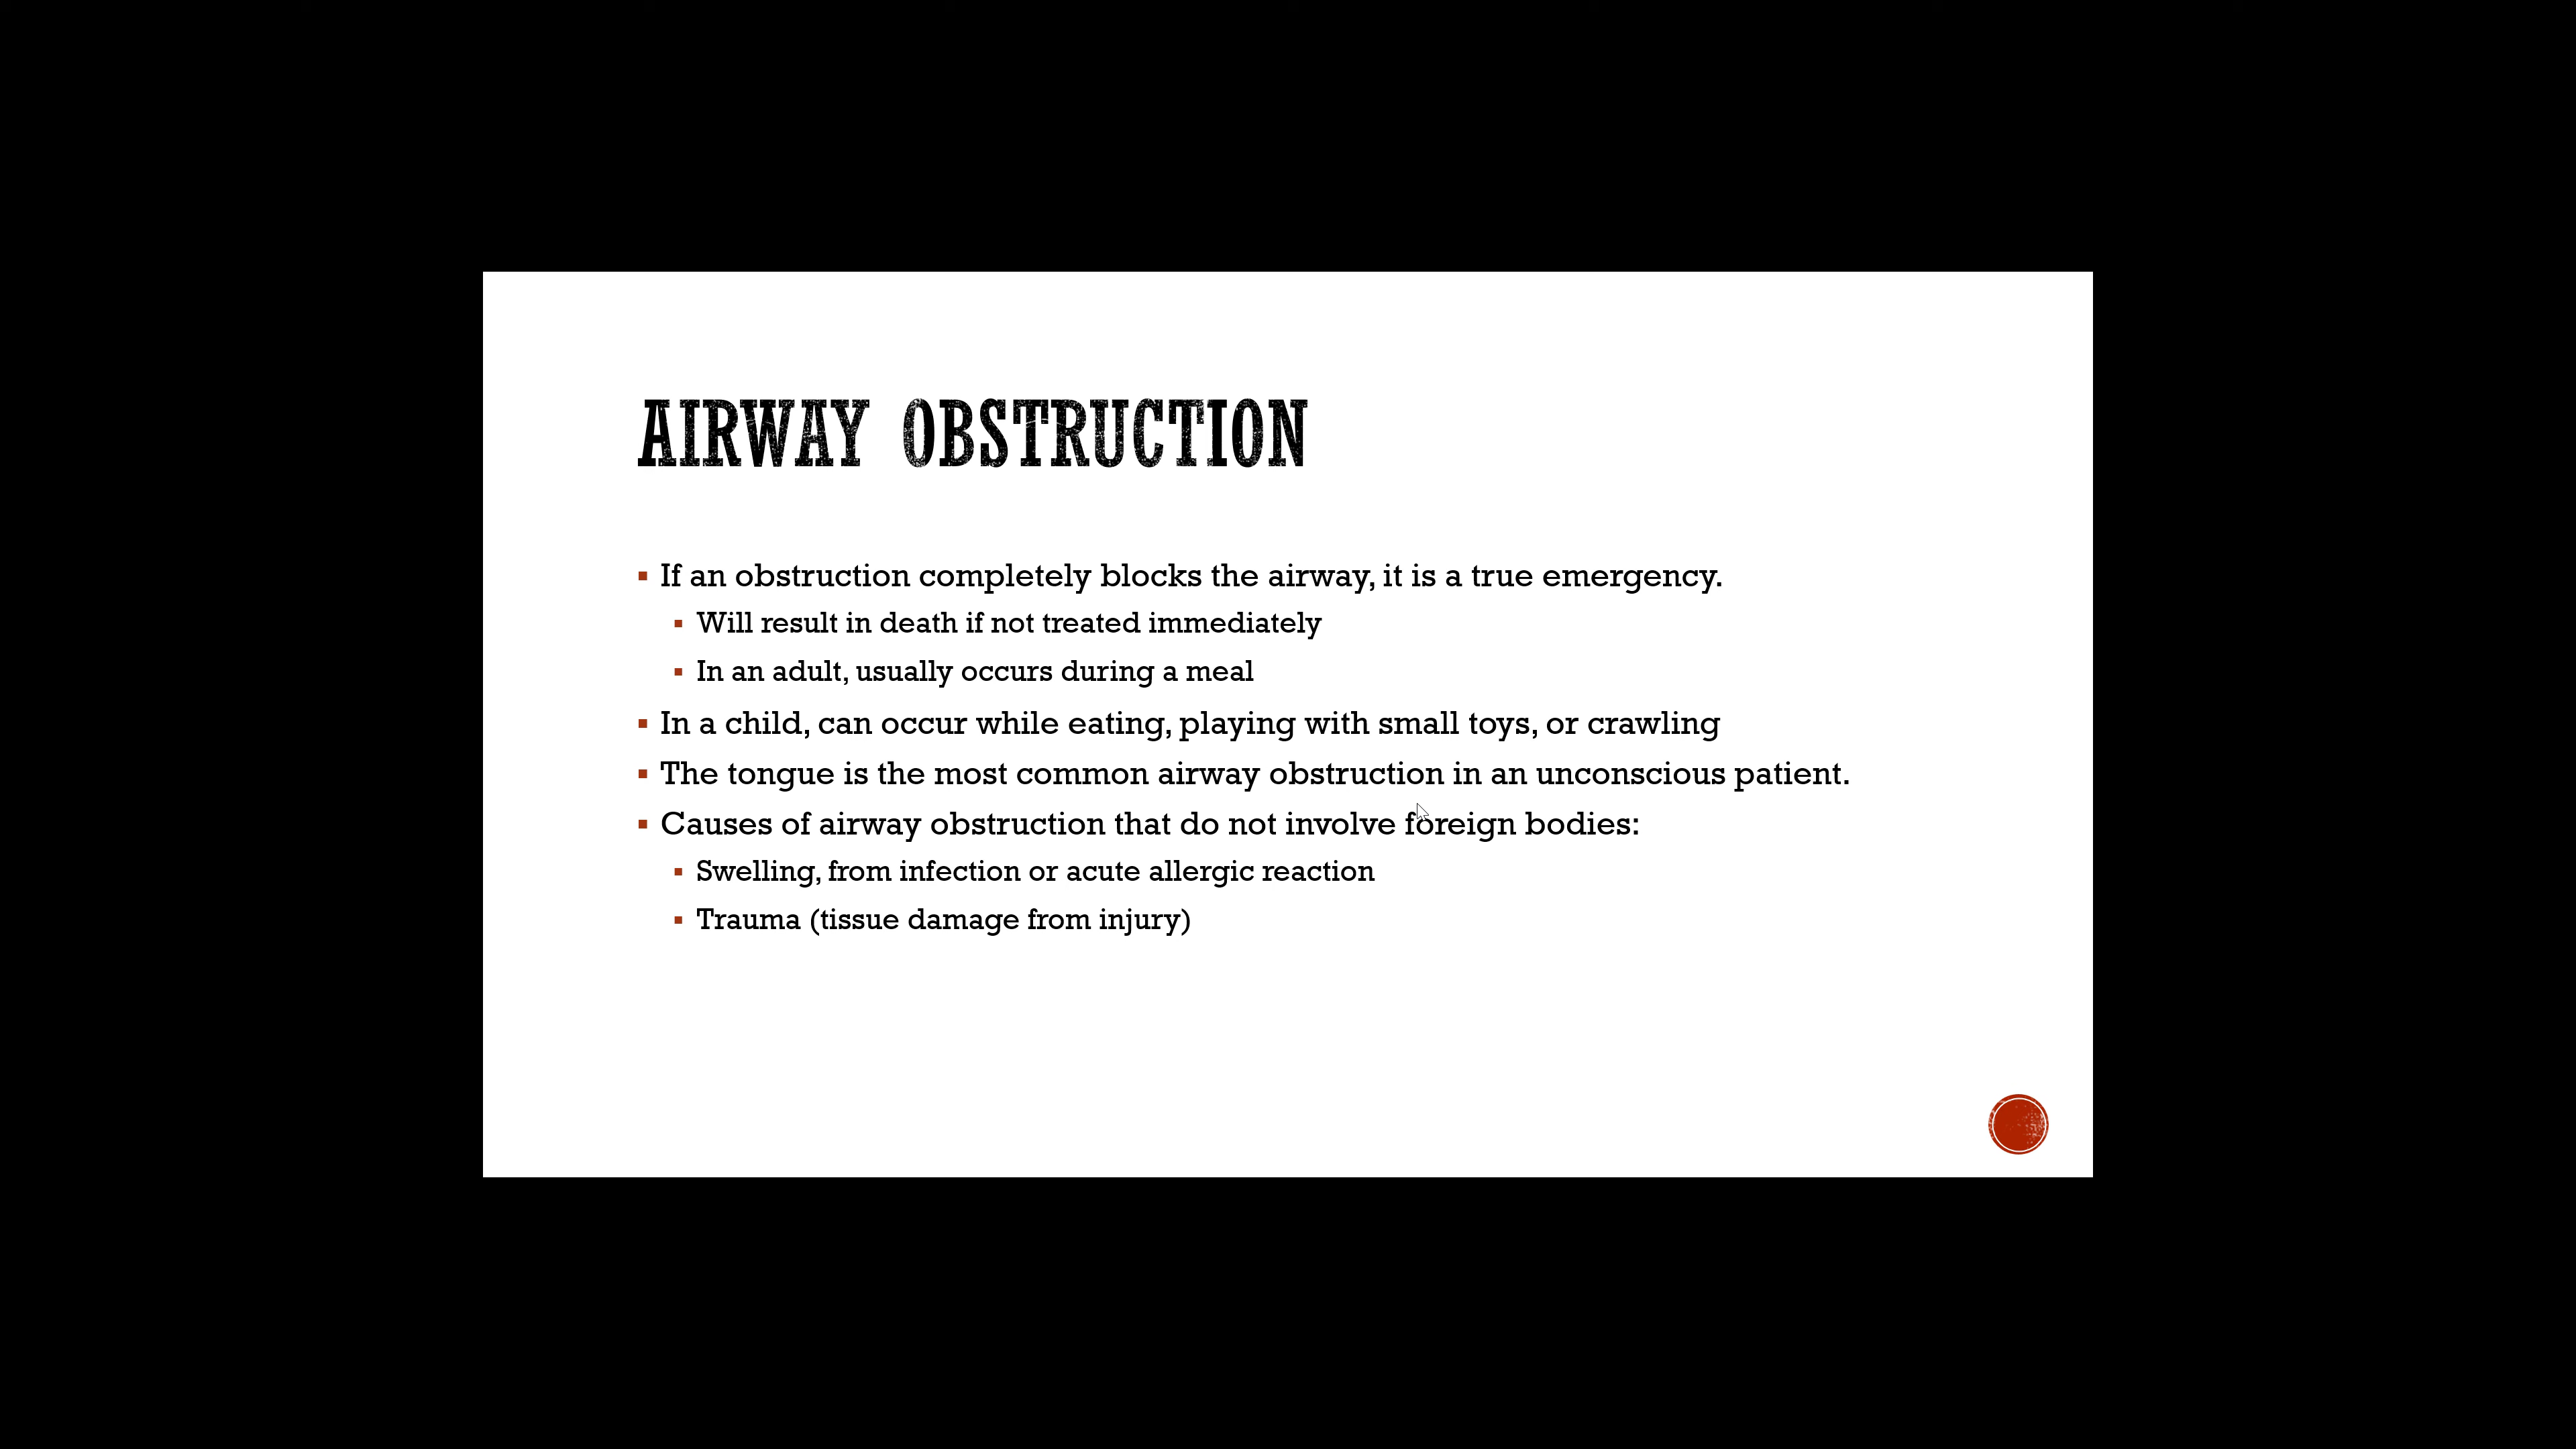 AIRWAY OBSTRUCTION
If an obstruction completely blocks the airway, it is a true emergency.
Will result in death if not treated immediately
In an adult, usually occurs during a meal
In a child, can occur while eating, playing with small toys, or crawling
The tongue is the most common airway obstruction in an unconscious patient.
Causes of airway obstruction that do not involve foreign bodies:
Swelling, from infection or acute allergic reaction
Trauma (tissue damage from injury)